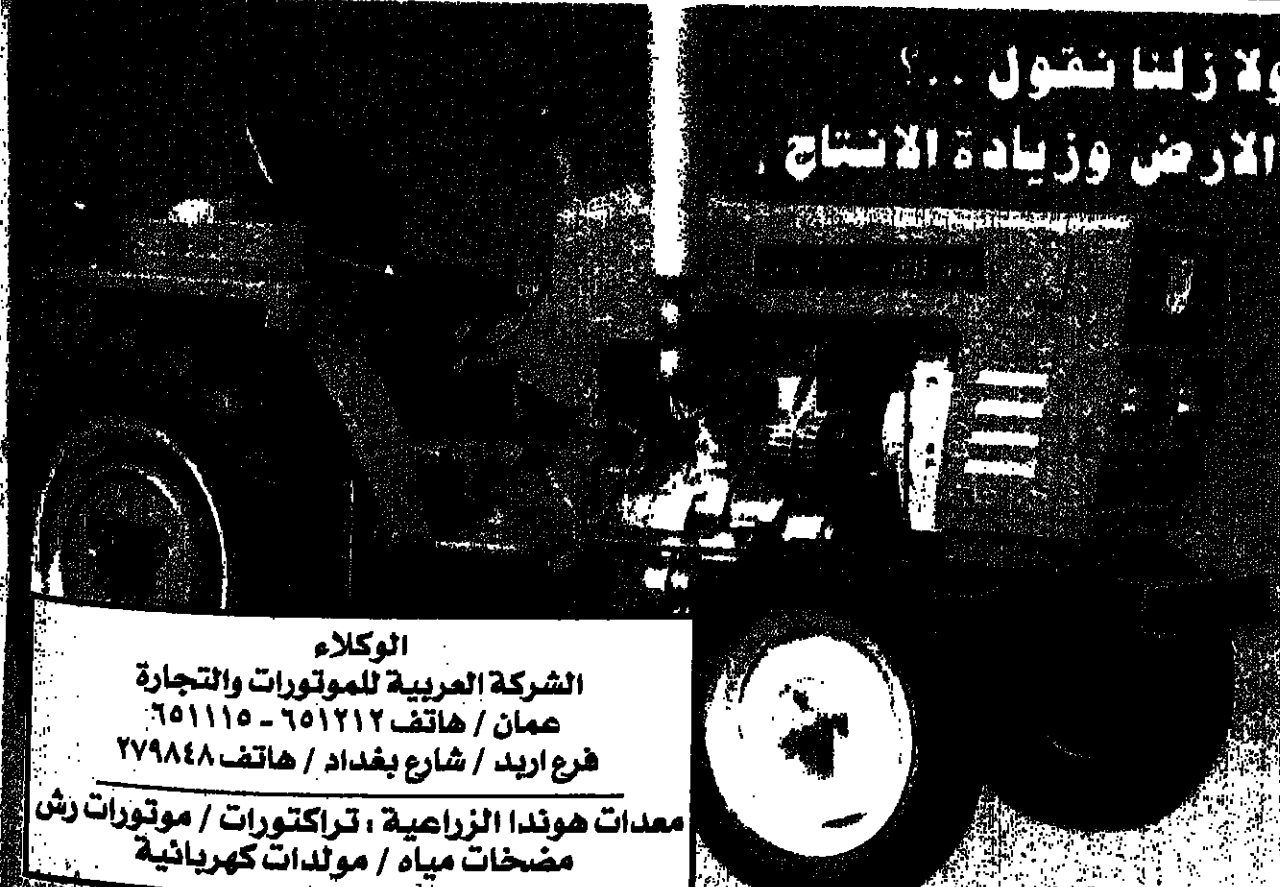 ولا زلنا نقول ..؟
الارض وزيادة الانتاج .
الوكلاء
الشركة العربية للموتورات والتجارة
عمان / هاتف ٦٥١٢١٢ - ٦٥١١١٥
فرع اربد / شارع بغداد / هاتف ٢٧٩٨٤٨
معدات هوندا الزراعية : تراكتورات / موتورات رش
مضخات مياه / مولدات كهربائية